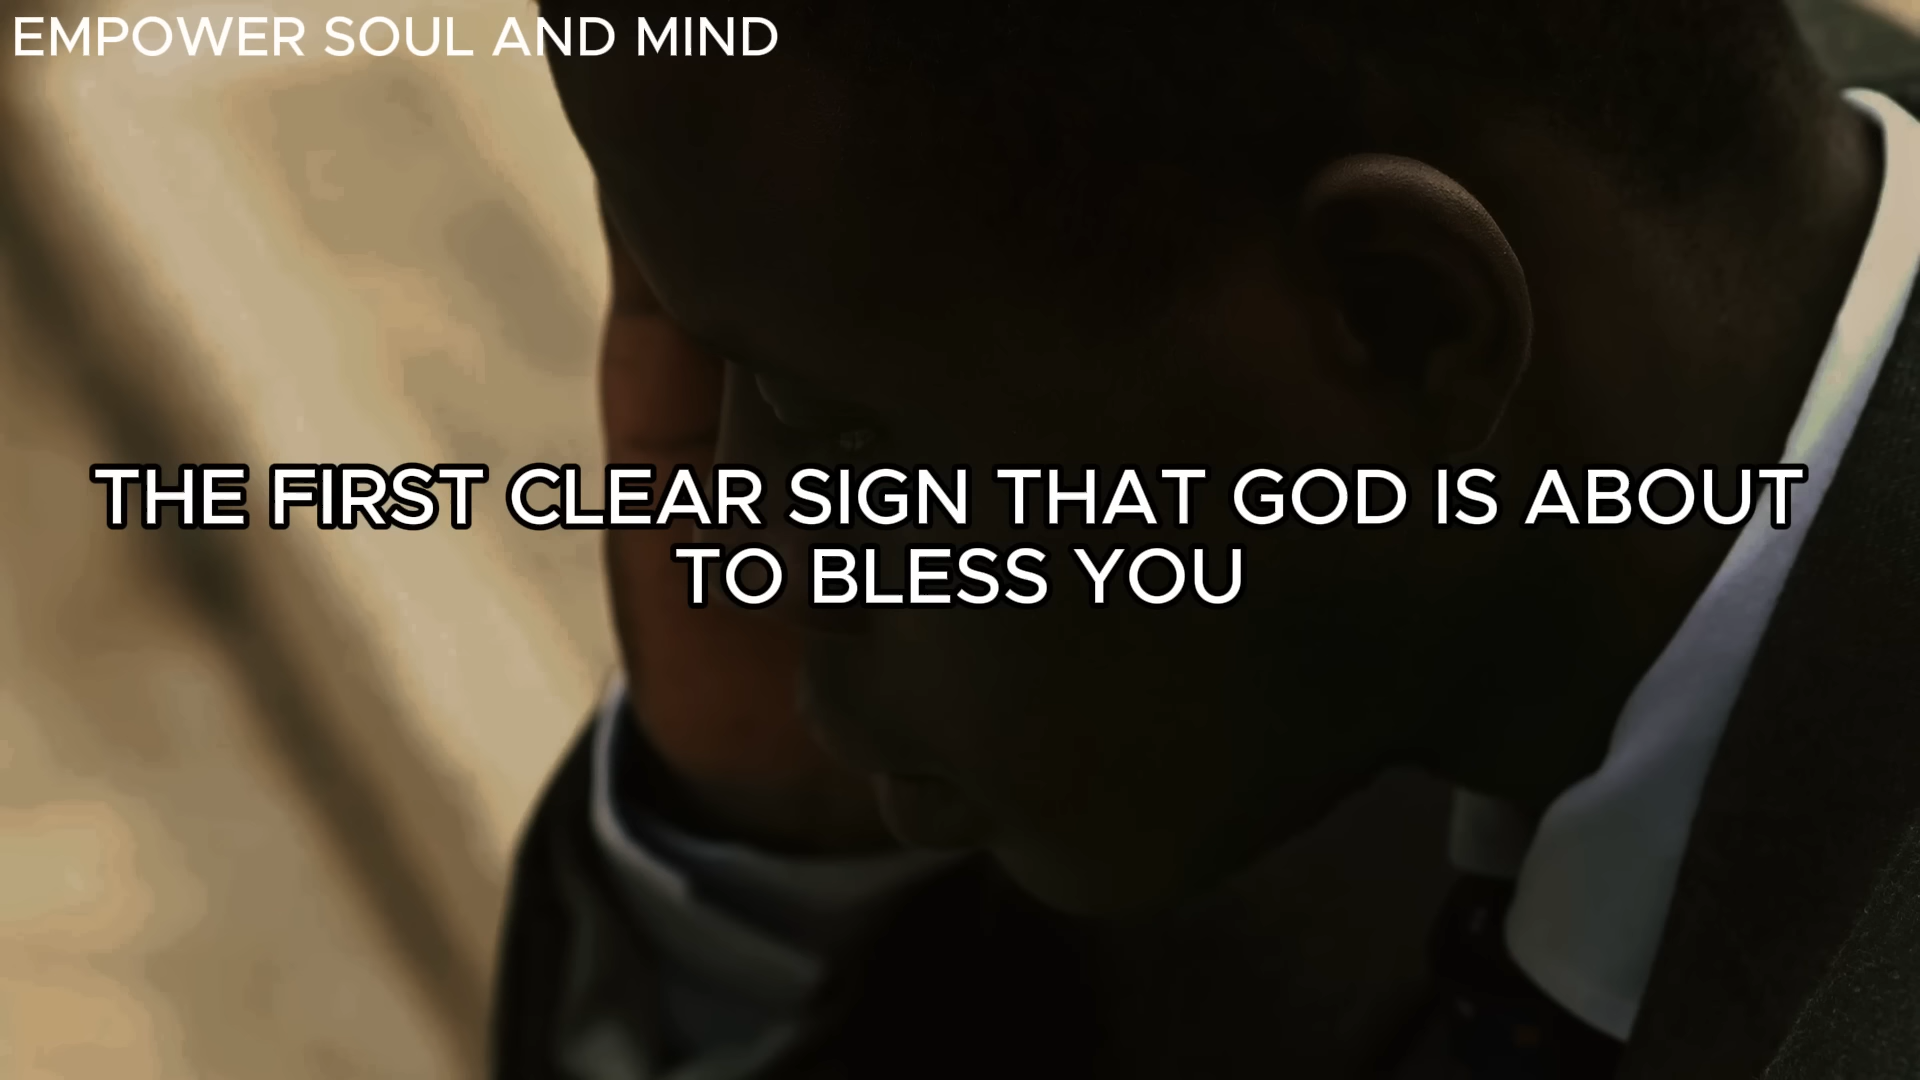 EMPOWER SOUL AND MIND
THE FIRST CLEAR SIGN THAT GOD IS ABOUT
TO BLESS YOU